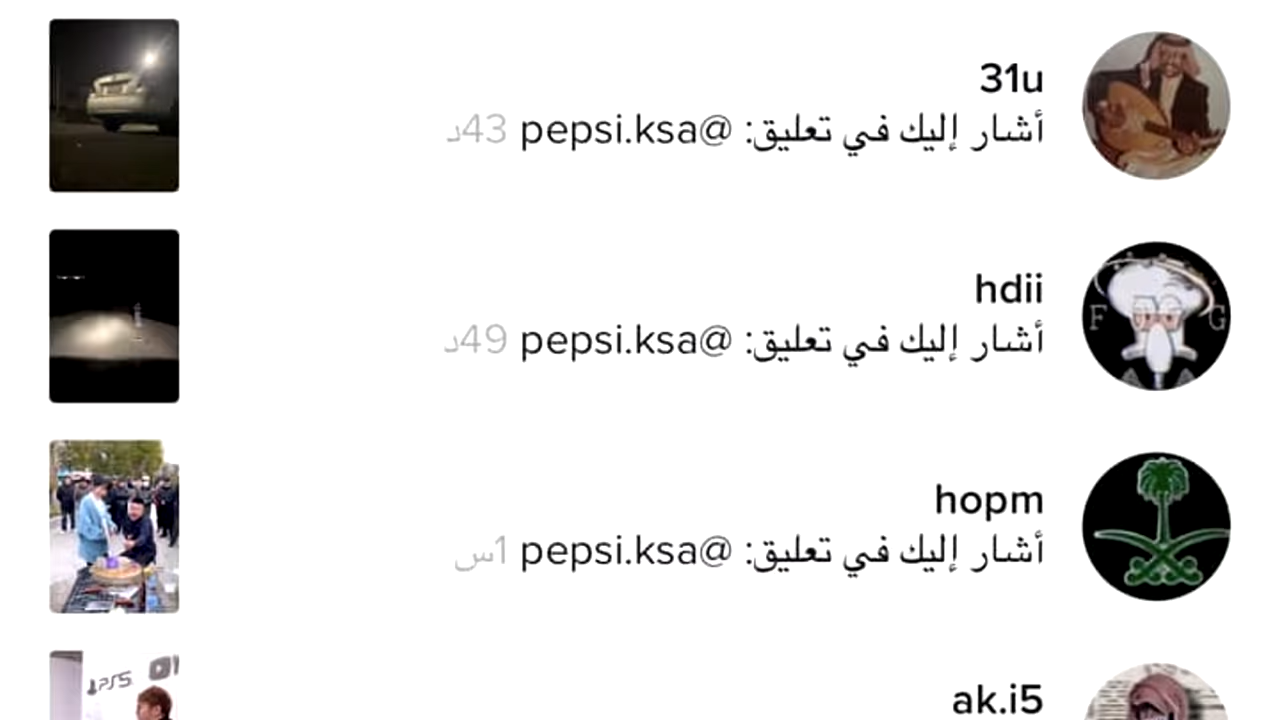 31u
أشار إليك في تعليق: @pepsi.ksa 43د
hdii
أشار إليك في تعليق: @pepsi.ksa 49د
F G
A A
hopm
أشار إليك في تعليق: @pepsi.ksa 1س
PS5
ak.i5